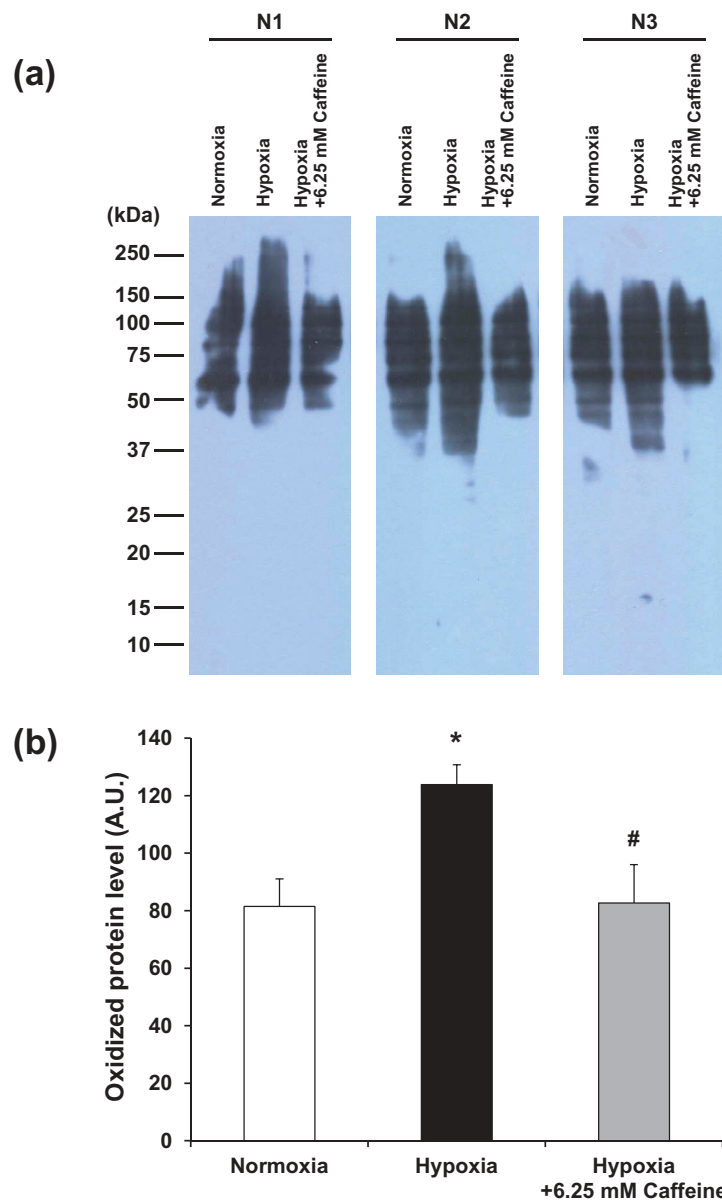 N1 N2 N3
(a)
Normoxia
Hypoxia
Hypoxia
+6.25 mM Caffeine
Normoxia
Hypoxia
Hypoxia
+6.25 mM Caffeine
Normoxia
Hypoxia
Hypoxia
+6.25 mM Caffeine
(kDa)
250
150
100
75
50
37
25
20
15
10
(b)
Oxidized protein level (A.U.)
140
120
100
80
60
40
20
0
*
#
Normoxia Hypoxia Hypoxia
+6.25 mM Caffeine